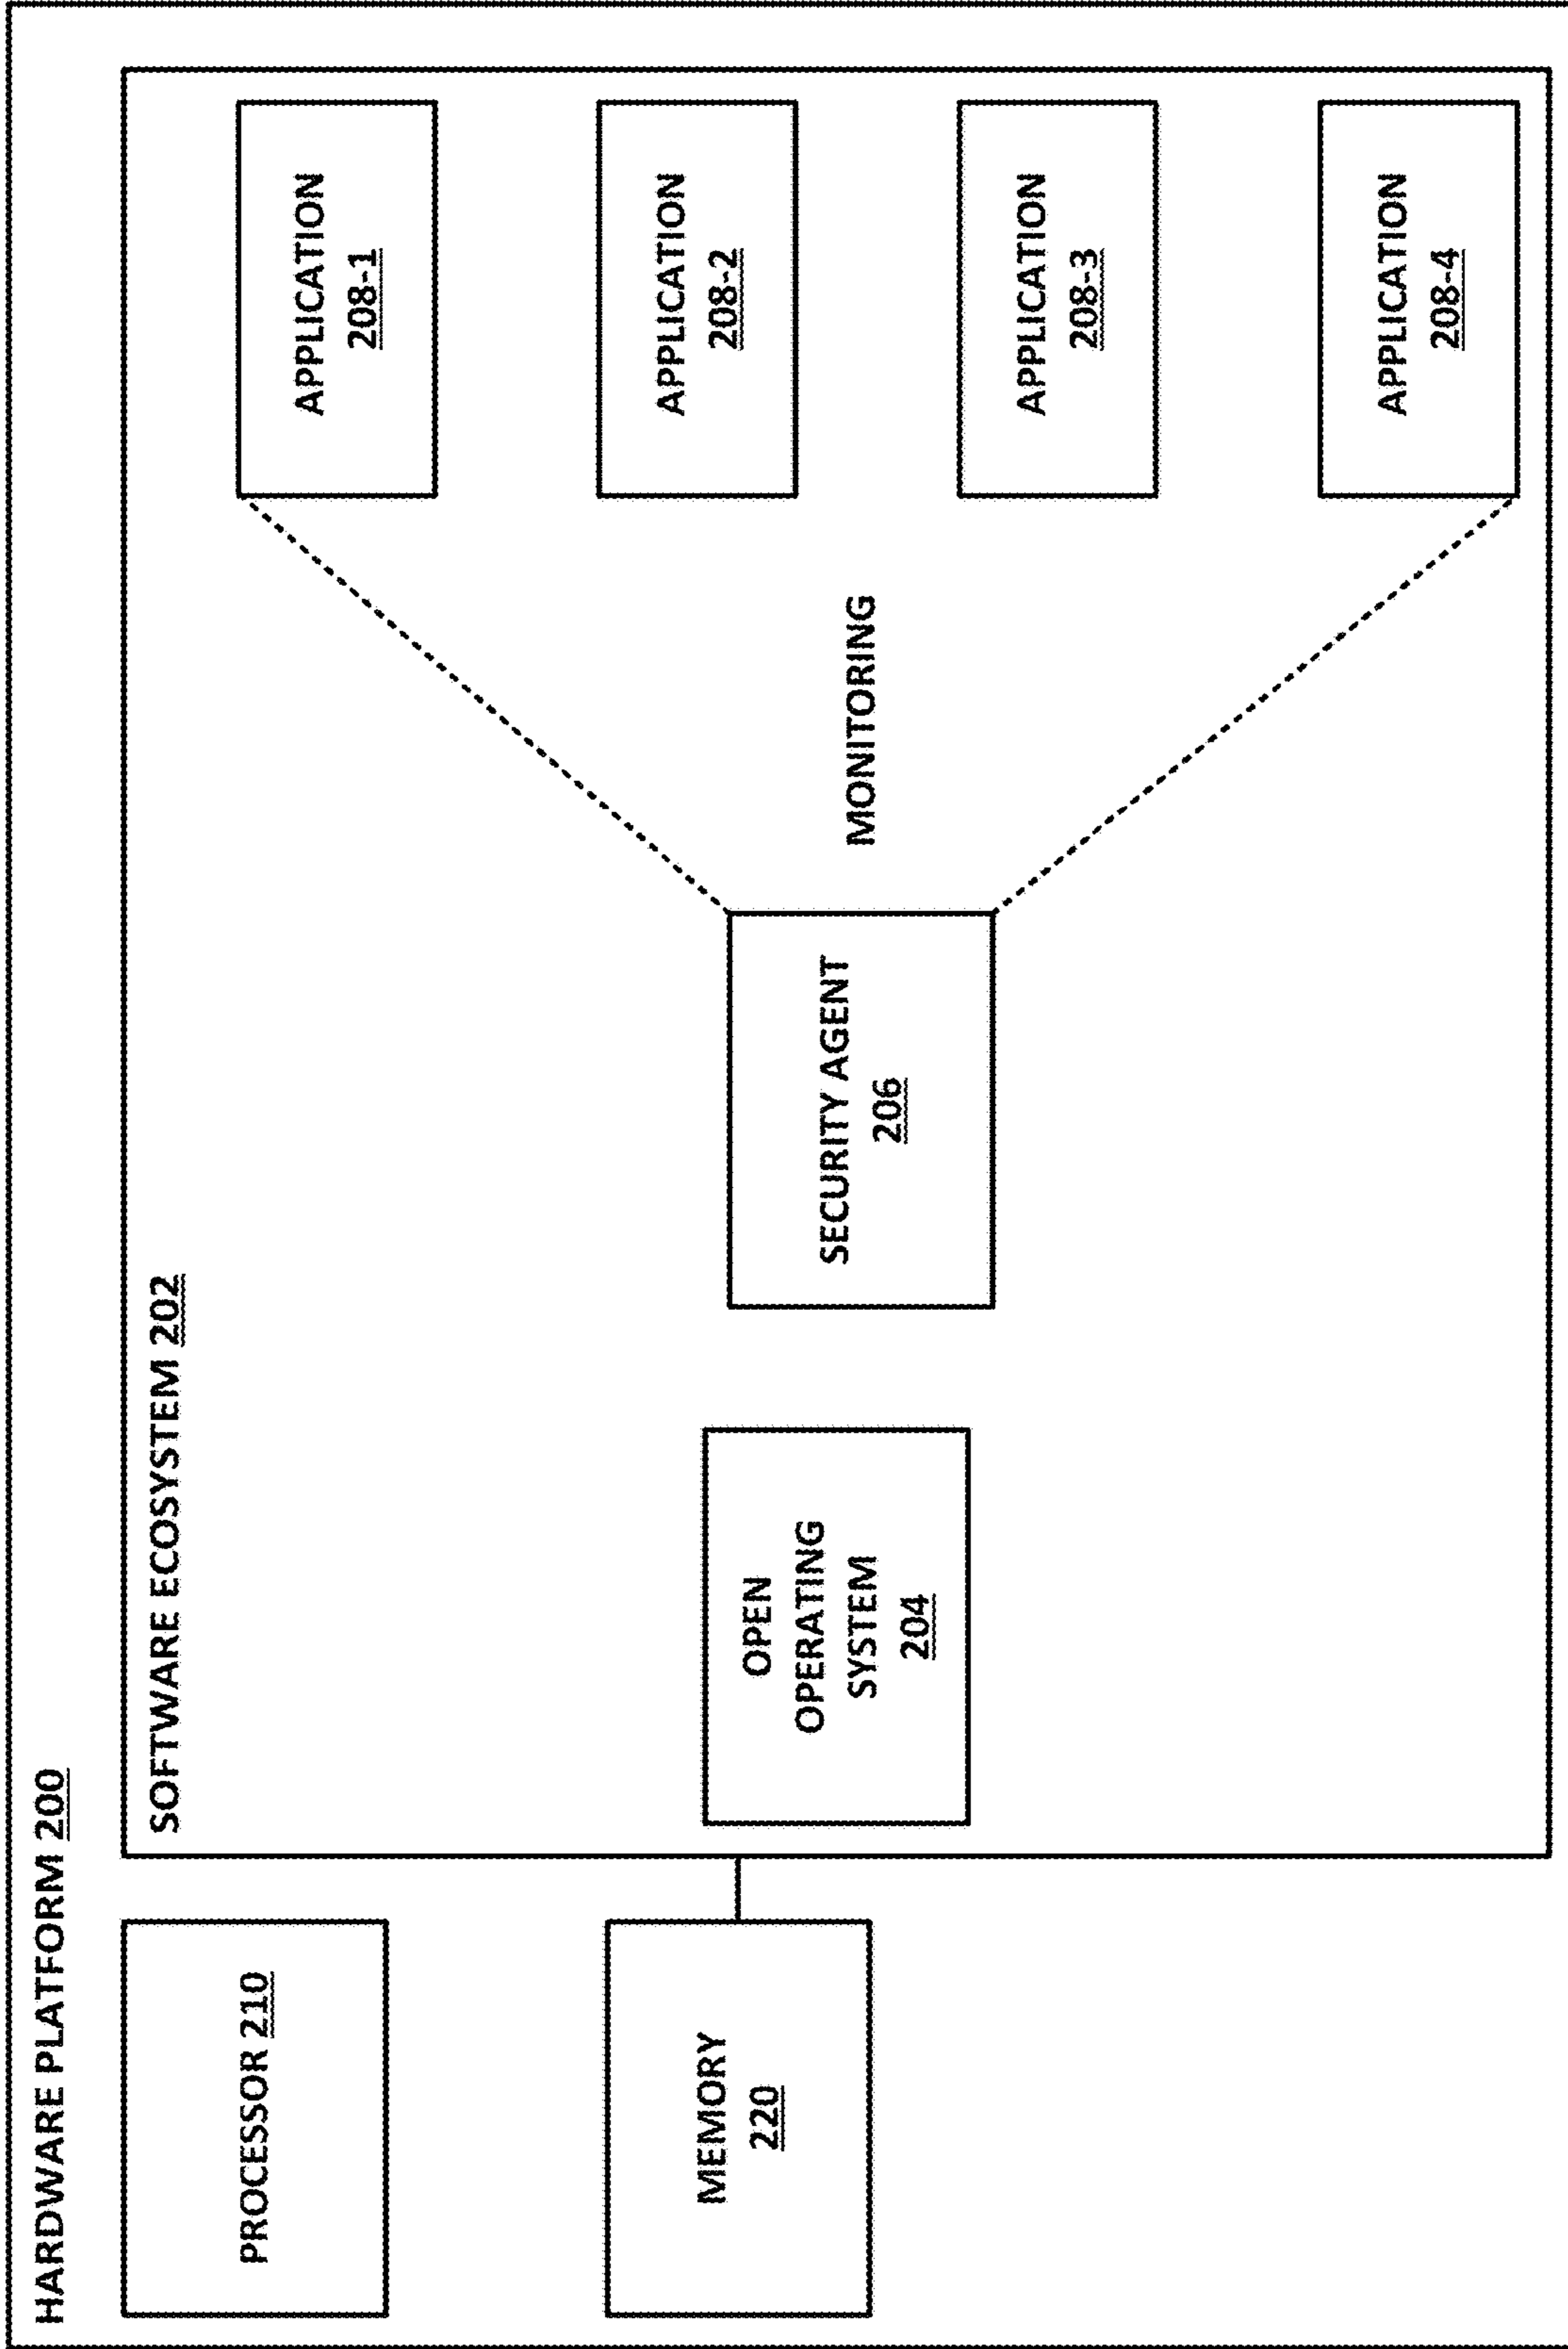 HARDWARE PLATFORM 200
PROCESSOR 210
MEMORY
220
SOFTWARE ECOSYSTEM 202
OPEN
OPERATING
SYSTEM
204
SECURITY AGENT
206
MONITORING
APPLICATION
208-1
APPLICATION
208-2
APPLICATION
208-3
APPLICATION
208-4